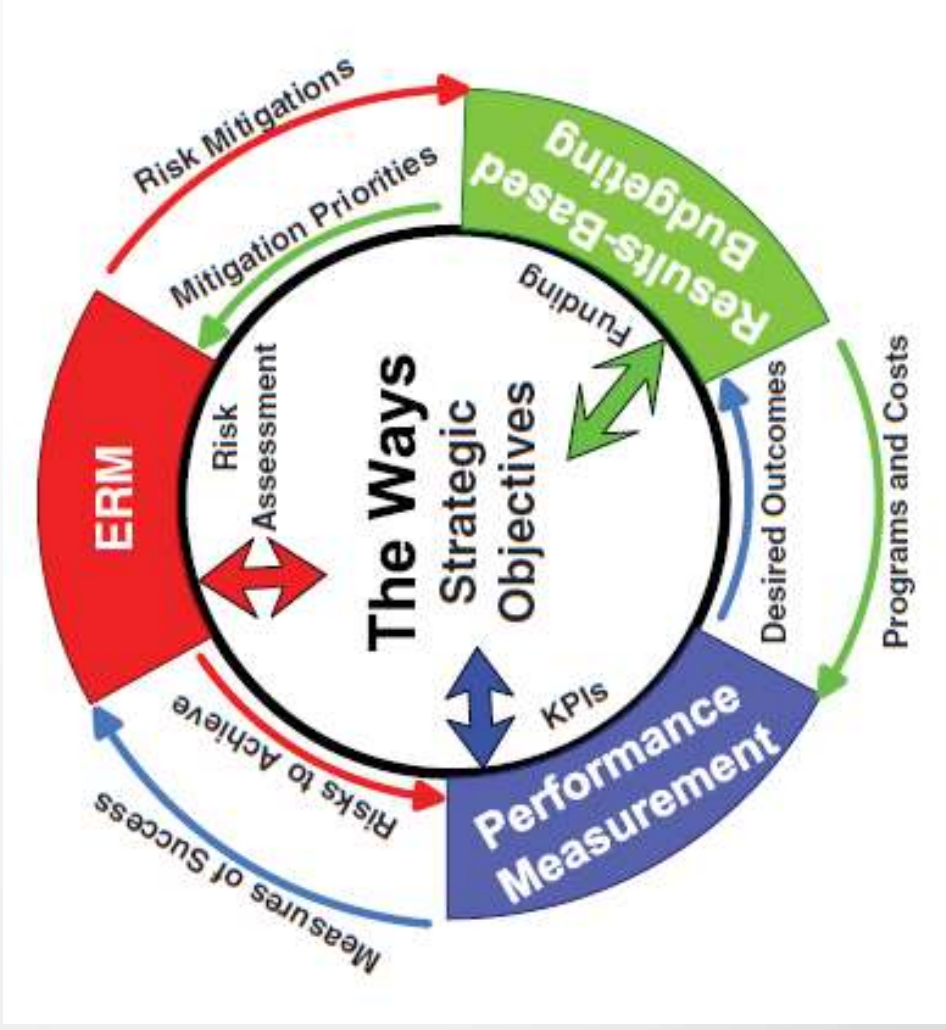 The Ways
Strategic
Objectives
ERM
Risk
Assessment
Risk Mitigations
Mitigation Priorities
Results-Based
Budgeting
Funding
Programs and Costs
Desired Outcomes
Performance
Measurement
KPIs
Measures of Success
Risks to Achieve